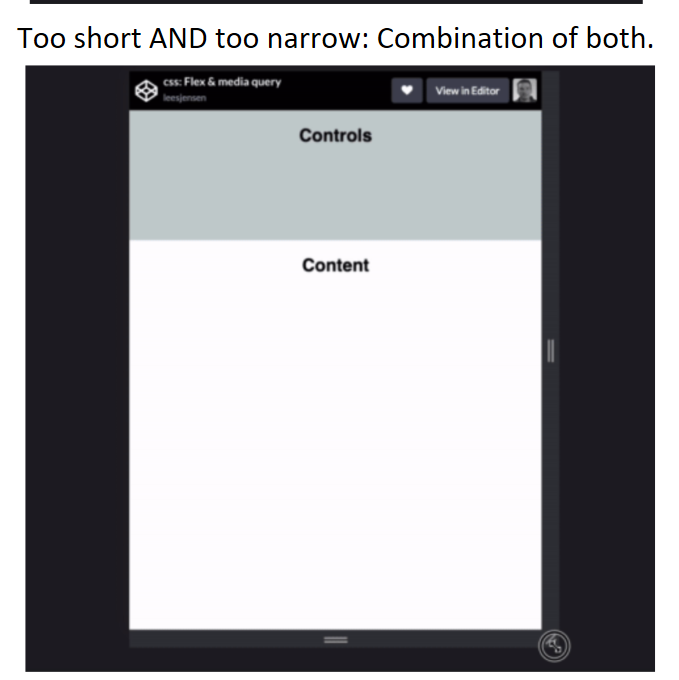 Too short AND too narrow: Combination of both.
css: Flex & media query
leesjensen
View in Editor
Controls
Content